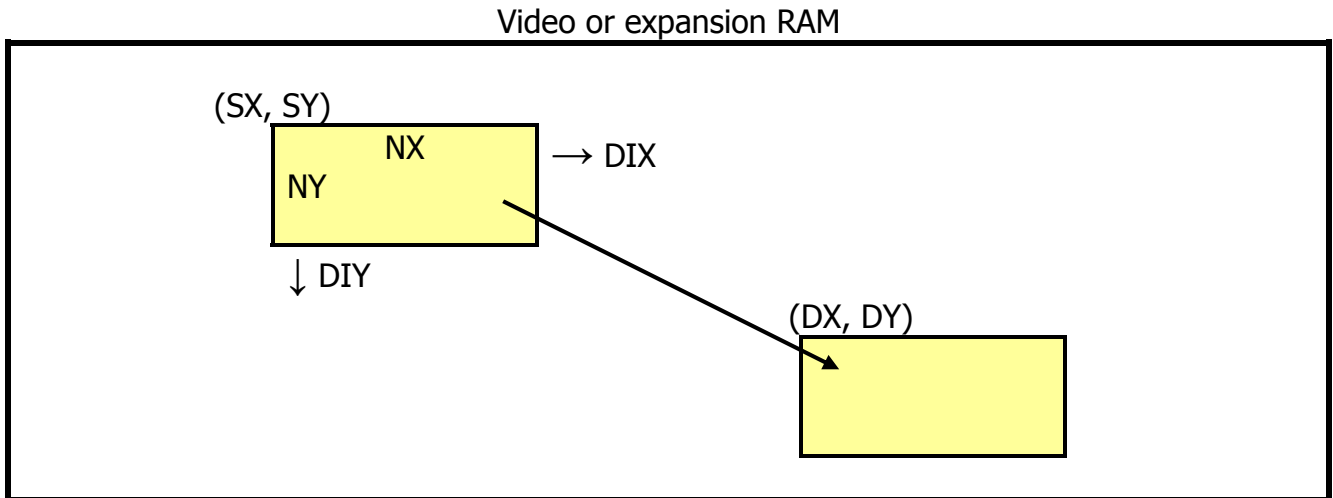 Video or expansion RAM
(SX, SY)
NX
→ DIX
NY
↓ DIY
(DX, DY)